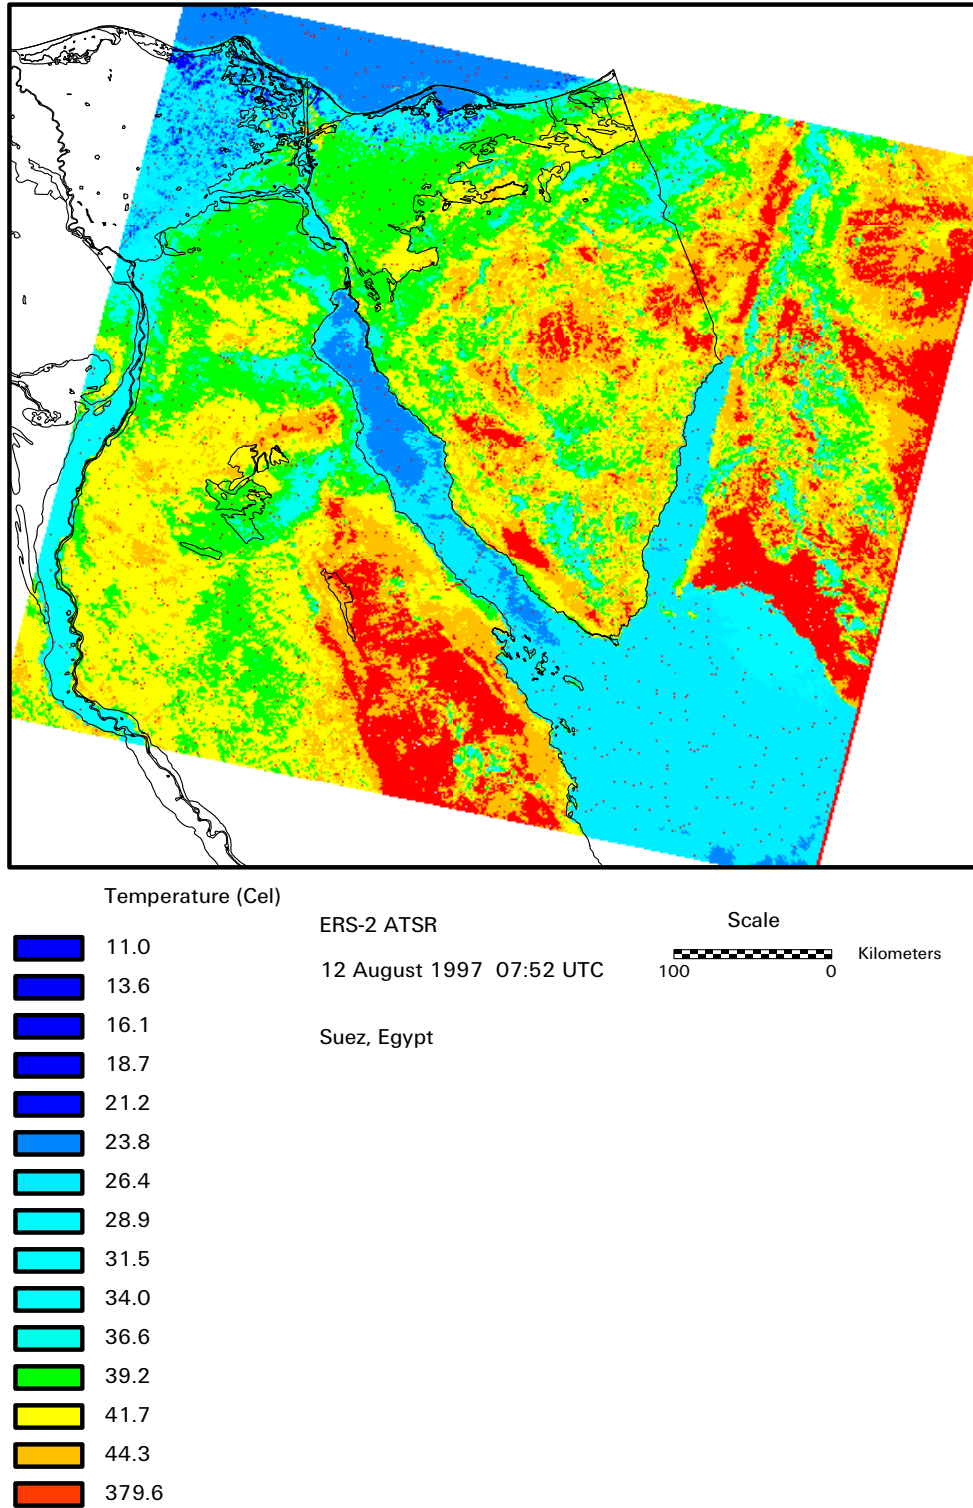 Temperature (Cel)
11.0
13.6
16.1
18.7
21.2
23.8
26.4
28.9
31.5
34.0
36.6
39.2
41.7
44.3
379.6
ERS-2 ATSR
12 August 1997 07:52 UTC
Suez, Egypt
Scale
100 0 Kilometers